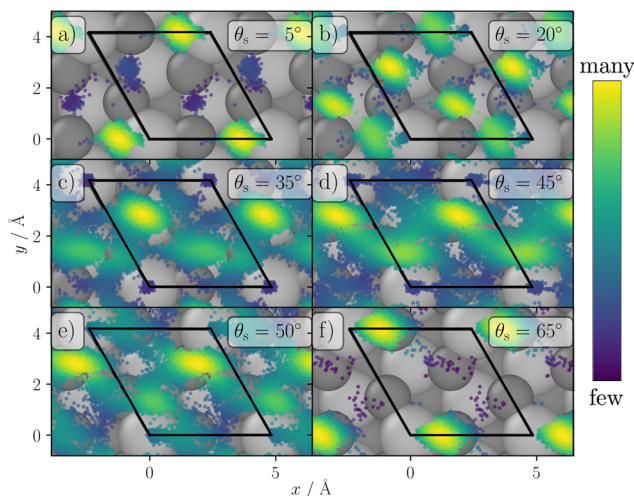 a) θs = 5° b) θs = 20° many
4
2
0
c) θs = 35° d) θs = 45°
4
y / Å
2
0
e) θs = 50° f) θs = 65°
4
few
2
0
0 5 0 5
x / Å x / Å